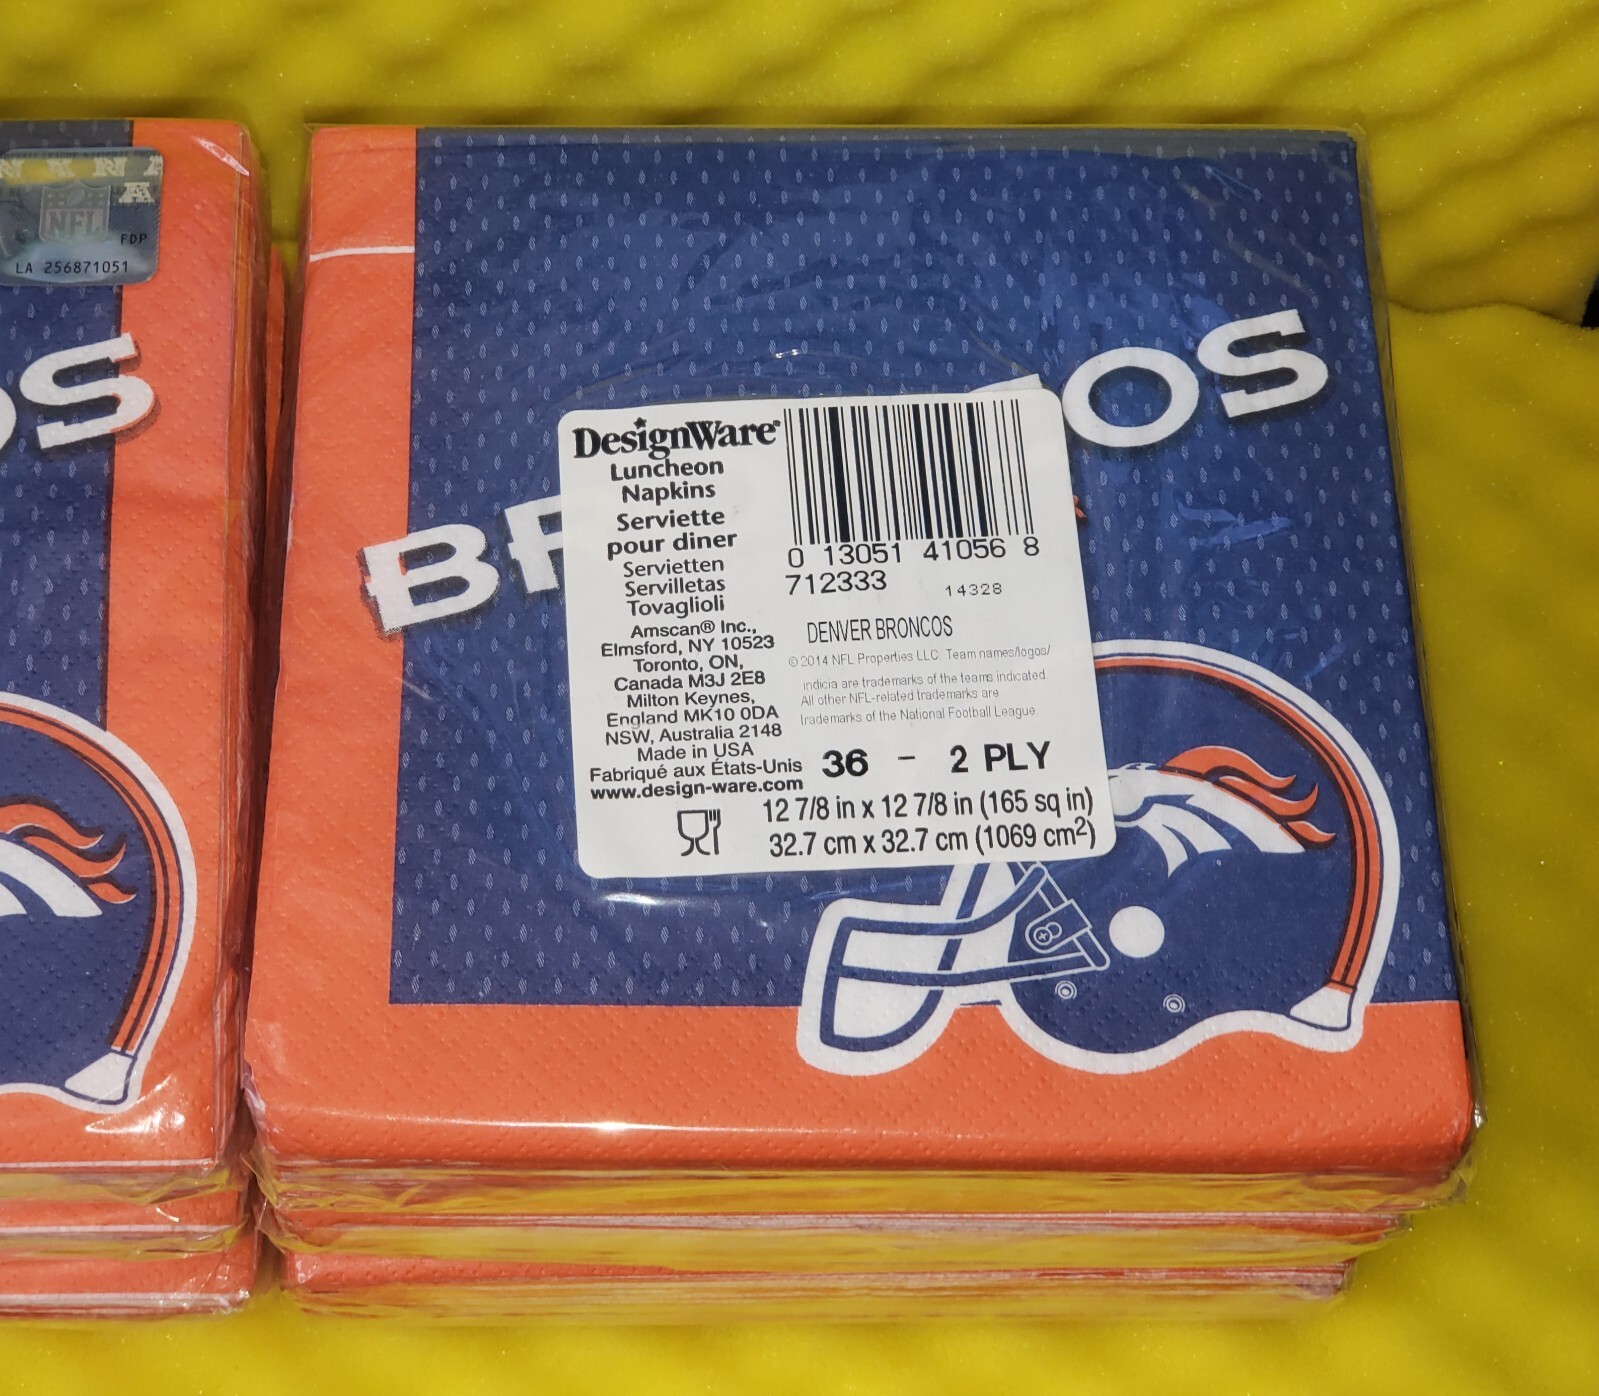 NFL
FDP
LA 256871051
OS
BR OS
DesignWare
Luncheon
Napkins
Serviette
pour diner
Servietten
Servilletas
Tovaglioli
Amscan® Inc.,
Elmsford, NY 10523
Toronto, ON,
Canada M3J 2E8
Milton Keynes,
England MK10 0DA
NSW, Australia 2148
Made in USA
Fabriqué aux États-Unis
www.design-ware.com
0 13051 41056 8
712333 14328
DENVER BRONCOS
© 2014 NFL Properties LLC. Team names/logos/
indicia are trademarks of the teams indicated.
All other NFL-related trademarks are
trademarks of the National Football League.
36 - 2 PLY
12 7/8 in x 12 7/8 in (165 sq in)
32.7 cm x 32.7 cm (1069 cm2)